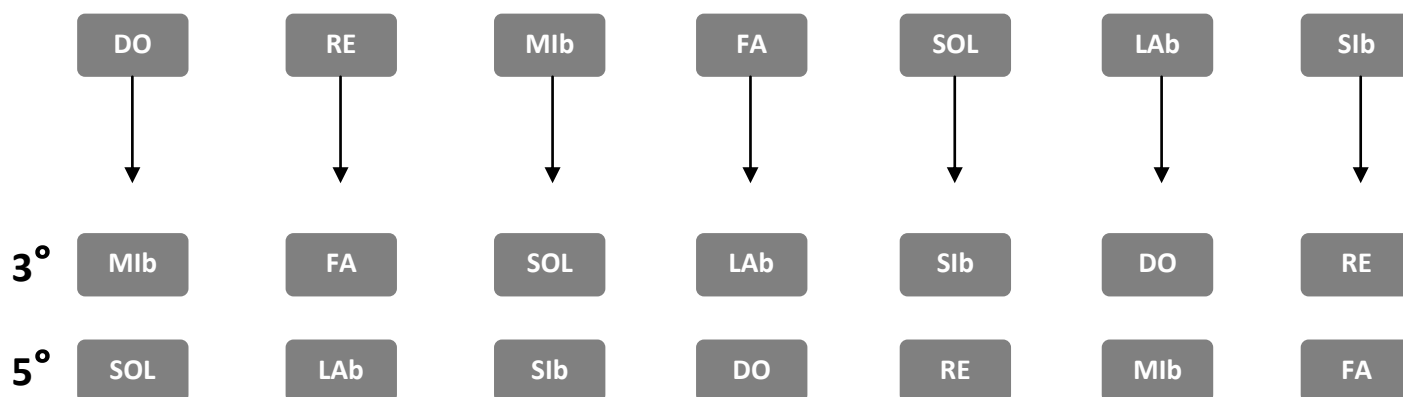 DO RE MIb FA SOL LAb SIb
3° MIb FA SOL LAb SIb DO RE
5° SOL LAb SIb DO RE MIb FA